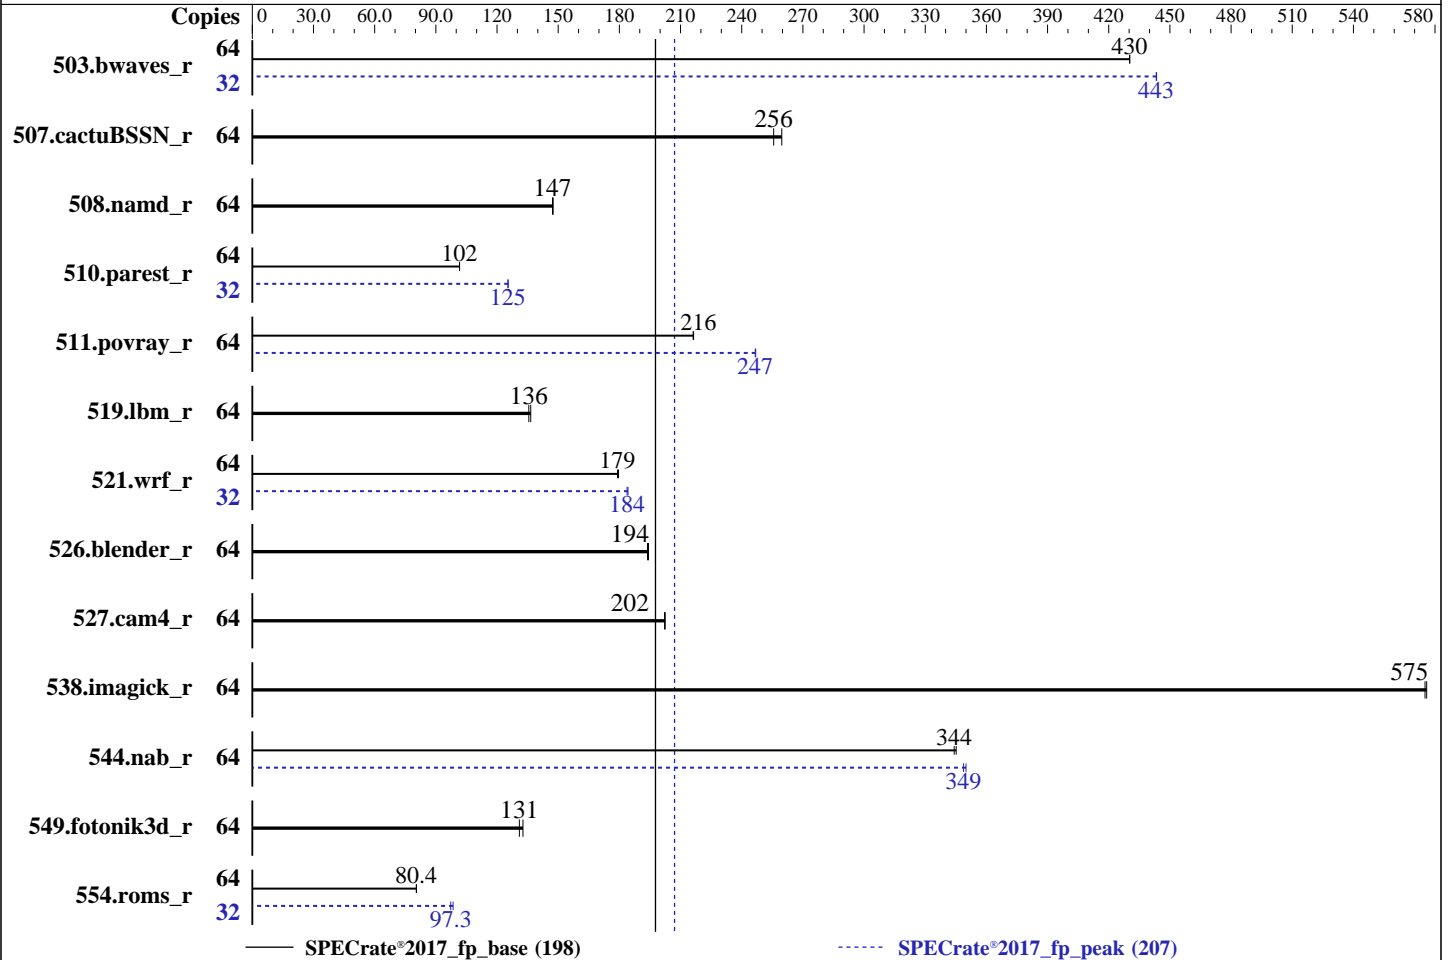 Copies 0 30.0 60.0 90.0 120 150 180 210 240 270 300 330 360 390 420 450 480 510 540 580
503.bwaves_r 64 430
32 443
507.cactuBSSN_r 64 256
508.namd_r 64 147
510.parest_r 64 102
32 125
511.povray_r 64 216
247
519.lbm_r 64 136
521.wrf_r 64 179
32 184
526.blender_r 64 194
527.cam4_r 64 202
538.imagick_r 64 575
544.nab_r 64 344
349
549.fotonik3d_r 64 131
554.roms_r 64 80.4
32 97.3
SPECrate®2017_fp_base (198) SPECrate®2017_fp_peak (207)